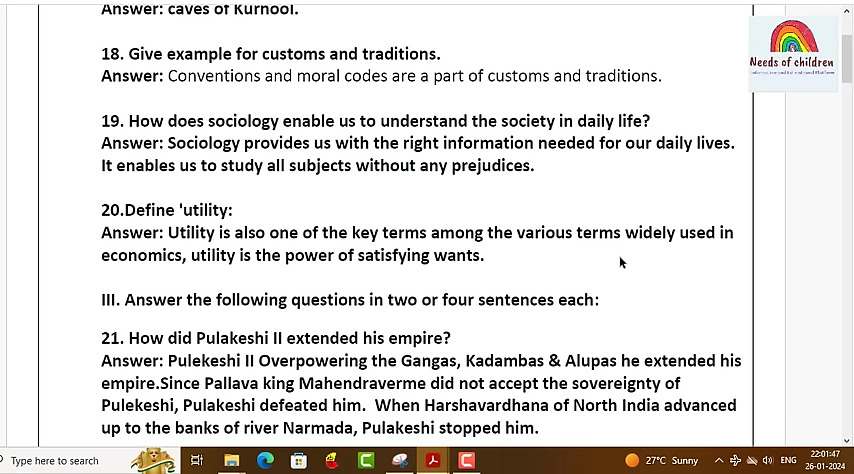 Answer: caves of Kurnool.
18. Give example for customs and traditions.
Answer: Conventions and moral codes are a part of customs and traditions.
Needs of children
19. How does sociology enable us to understand the society in daily life?
Answer: Sociology provides us with the right information needed for our daily lives.
It enables us to study all subjects without any prejudices.
20.Define 'utility:
Answer: Utility is also one of the key terms among the various terms widely used in
economics, utility is the power of satisfying wants.
III. Answer the following questions in two or four sentences each:
21. How did Pulakeshi II extended his empire?
Answer: Pulekeshi II Overpowering the Gangas, Kadambas & Alupas he extended his
empire.Since Pallava king Mahendraverme did not accept the sovereignty of
Pulekeshi, Pulakeshi defeated him.  When Harshavardhana of North India advanced
up to the banks of river Narmada, Pulakeshi stopped him.
Type here to search
27°C Sunny
ENG
22:01:47
26-01-2024